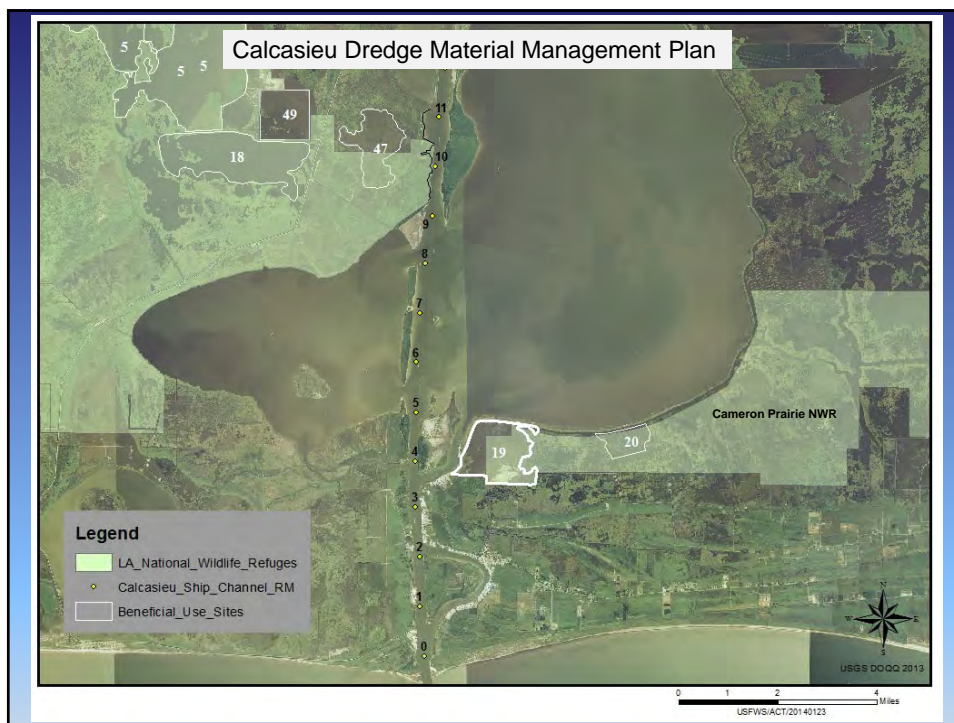 Calcasieu Dredge Material Management Plan
5
5 5
49
11
47
18
10
9
8
7
6
5
Cameron Prairie NWR
20
19
4
3
Legend
LA_National_Wildlife_Refuges
Calcasieu_Ship_Channel_RM
Beneficial_Use_Sites
2
1
0
N
W E
S
USGS DOQQ 2013
0 1 2 4
Miles
USFWS/ACT/20140123